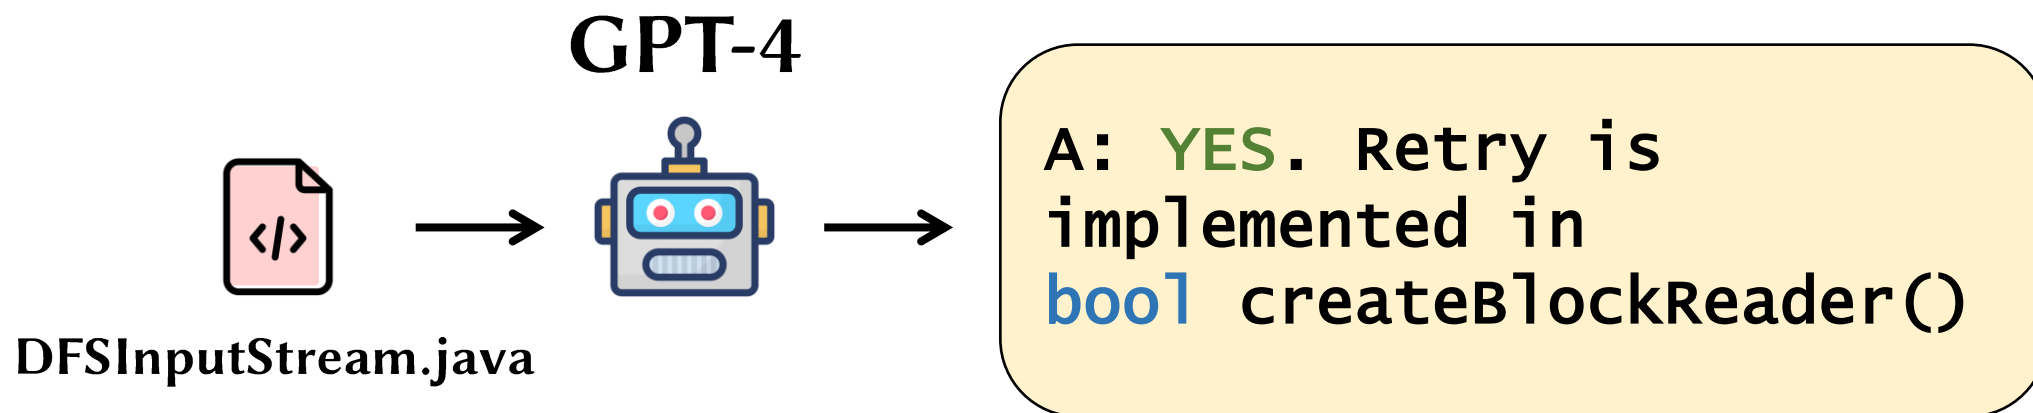 GPT-4
</>
DFSInputStream.java
A: YES. Retry is
implemented in
bool createBlockReader()